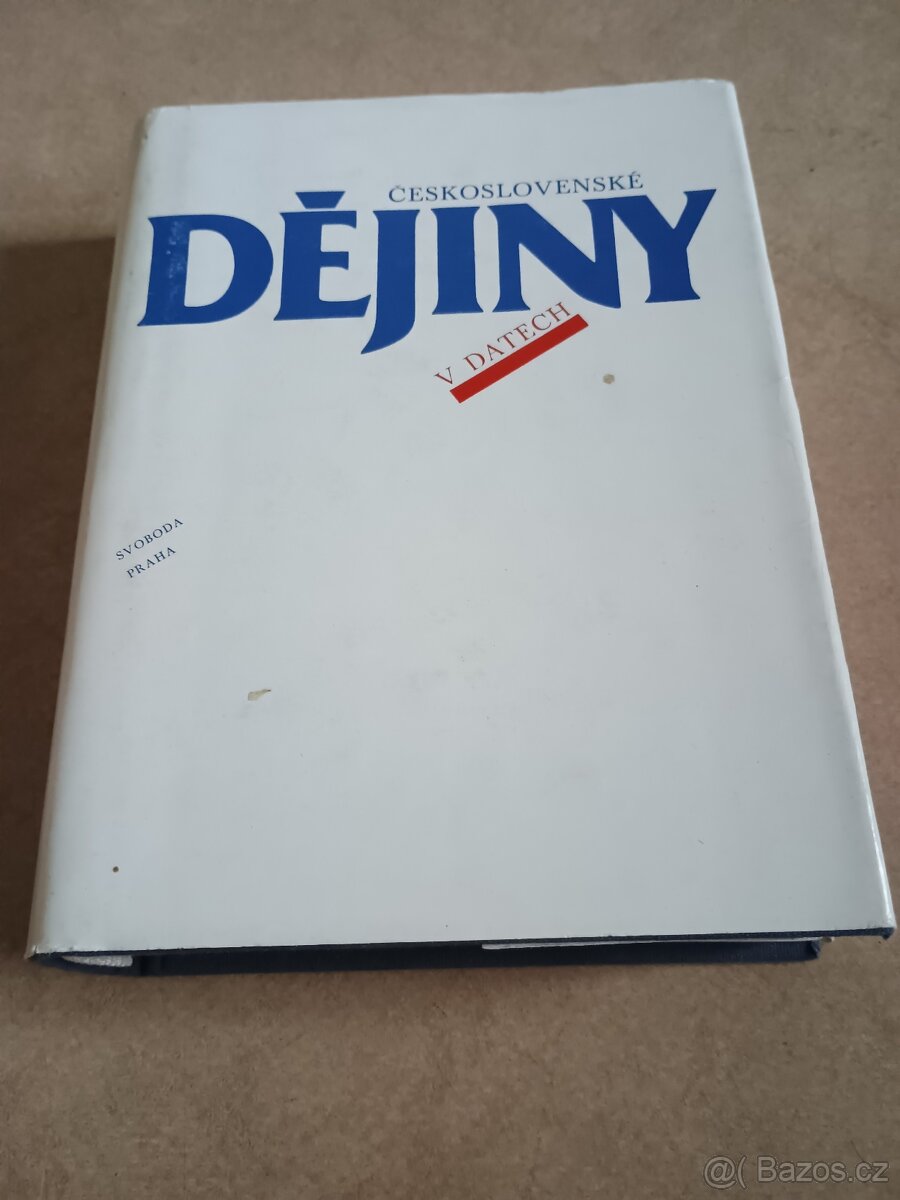 ČESKOSLOVENSKÉ
DĚJINY
V DATECH
SVOBODA
PRAHA
@( Bazos.cz